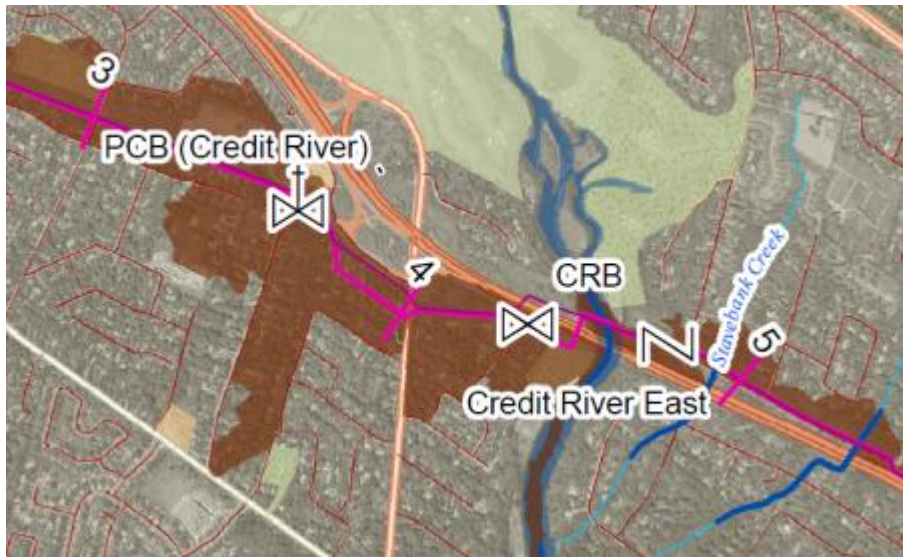 3
PCB (Credit River)
4
CRB
Stavebank Creek
5
Credit River East